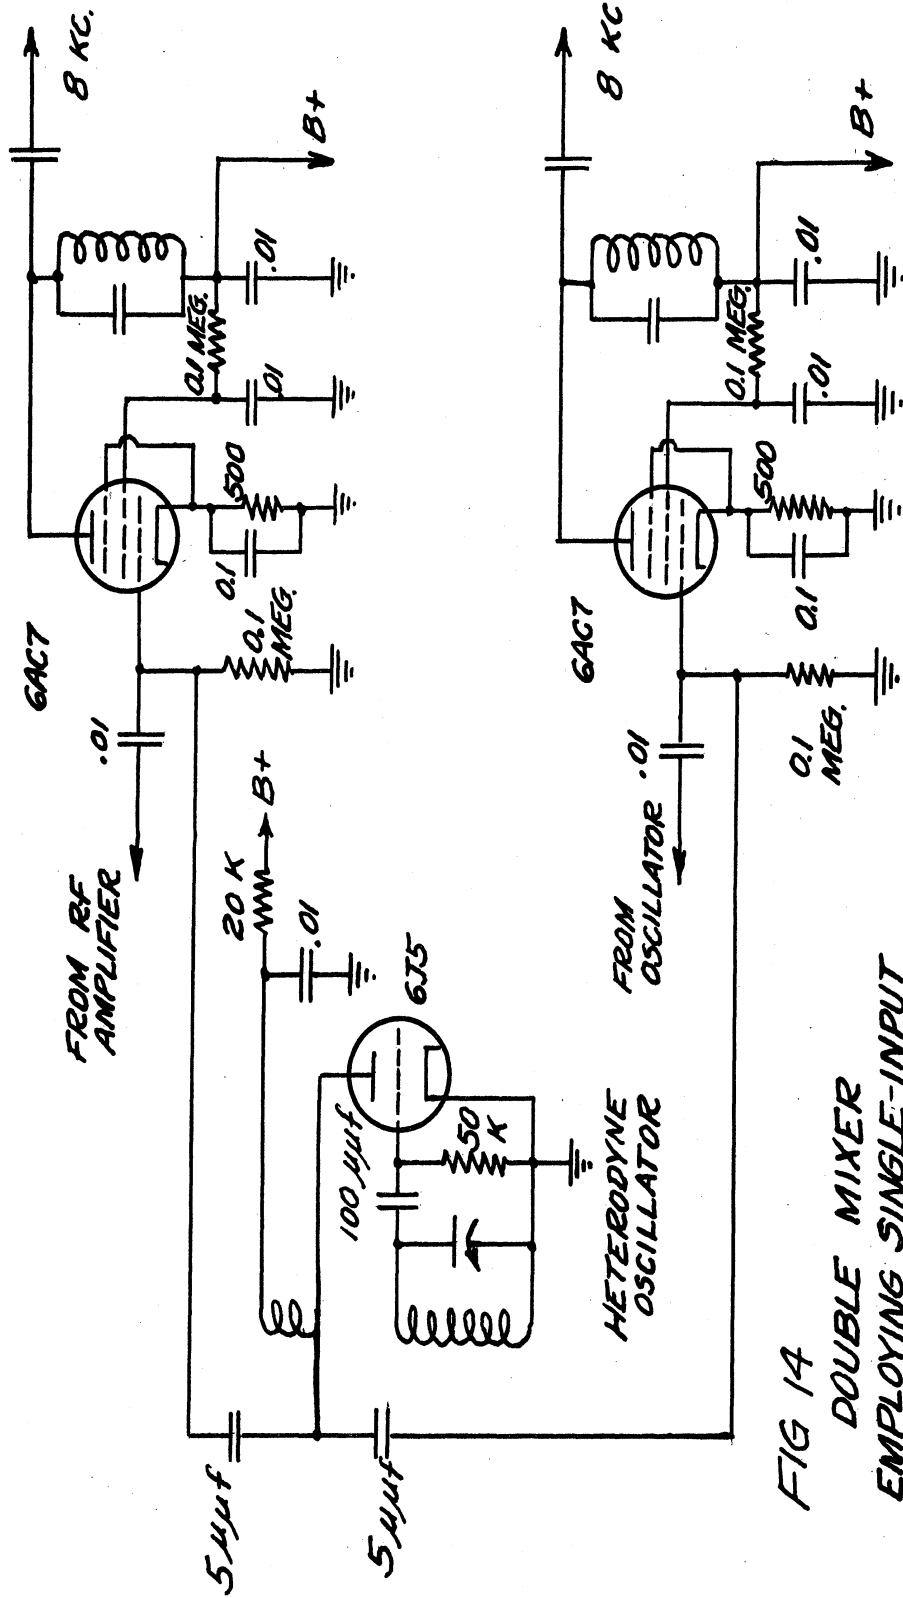 8 KC.
B+
.01
0.1 MEG.
.01
500
0.1
0.1
MEG.
6AC7
.01
FROM RF
AMPLIFIER
B+
20 K
.01
6J5
100 μμf
50
K
HETERODYNE
OSCILLATOR
5 μμf
5 μμf
8 KC
B+
.01
0.1 MEG.
.01
500
0.1
6AC7
0.1
MEG.
.01
FROM
OSCILLATOR
FIG 14
DOUBLE MIXER
EMPLOYING SINGLE-INPUT